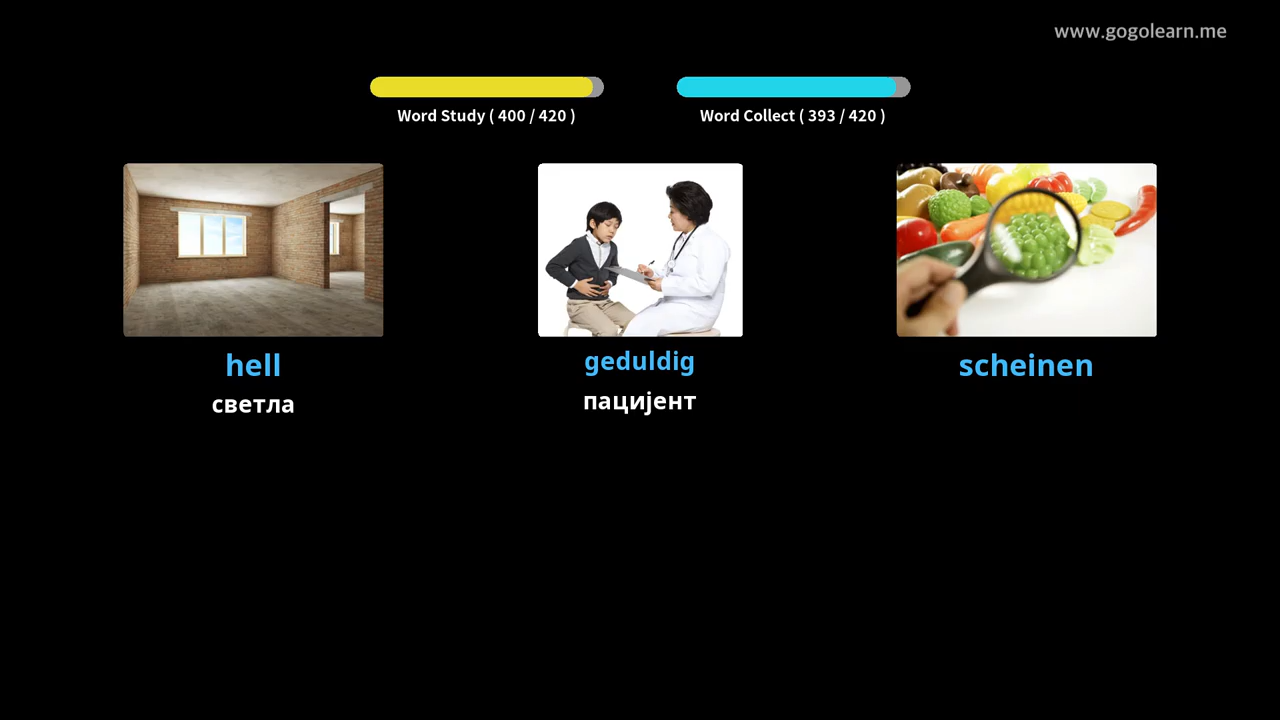 www.gogolearn.me
Word Study ( 400 / 420 )
Word Collect ( 393 / 420 )
hell
светла
geduldig
пацијент
scheinen